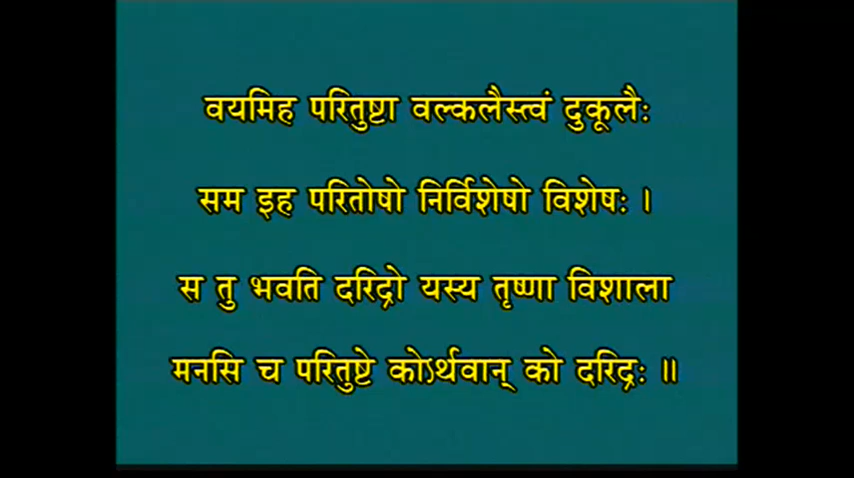 वयमिह परितुष्टा वल्कलैस्त्वं दुकूलैः
सम इह परितोषो निर्विशेषो विशेषः ।
स तु भवति दरिद्रो यस्य तृष्णा विशाला
मनसि च परितुष्टे कोऽर्थवान् को दरिद्रः ॥